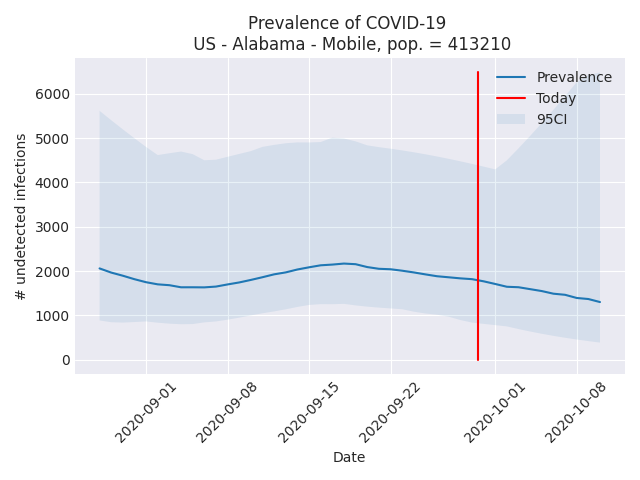 Prevalence of COVID-19
US - Alabama - Mobile, pop. = 413210
Prevalence
Today
95CI
6000
5000
4000
3000
2000
1000
0
# undetected infections
2020-09-01
2020-09-08
2020-09-15
2020-09-22
2020-10-01
2020-10-08
Date